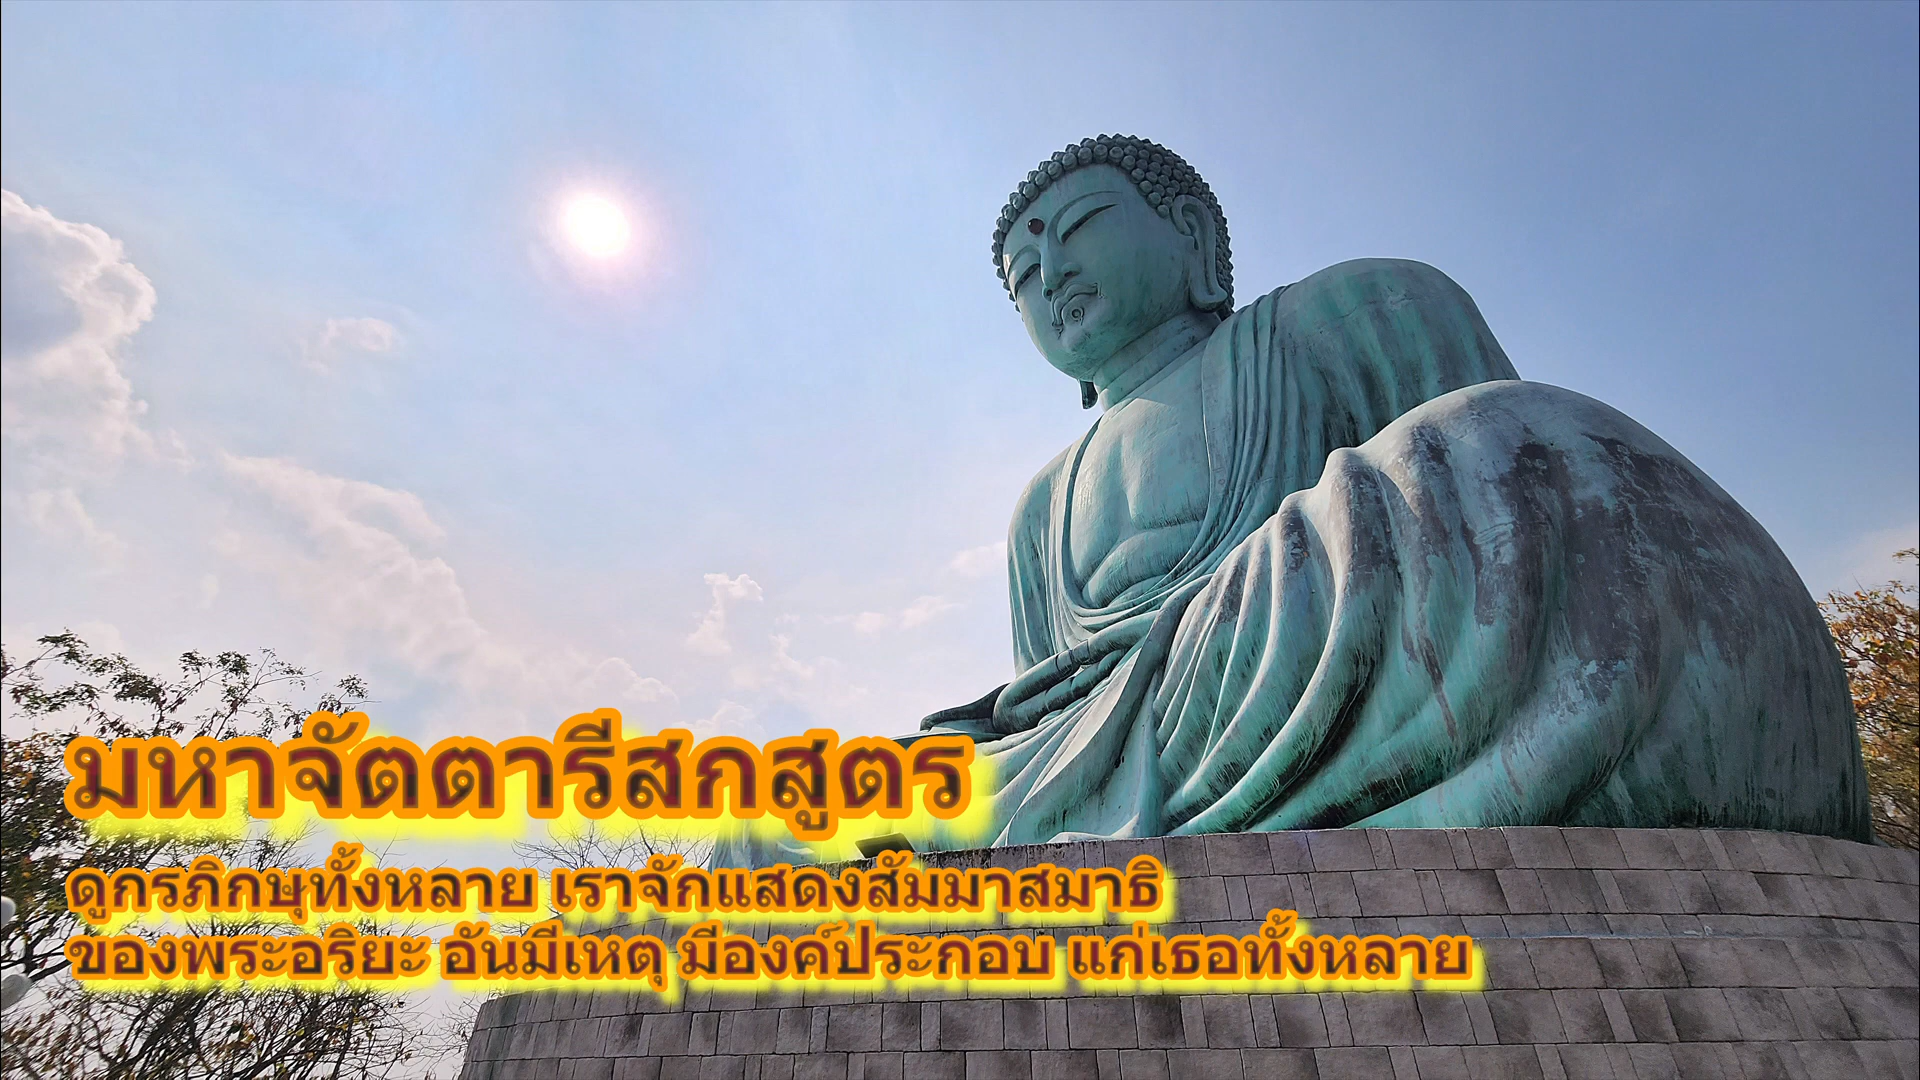 มหาจัตตารีสกสูตร
ดูกรภิกษุทั้งหลาย เราจักแสดงสัมมาสมาธิ
ของพระอริยะ อันมีเหตุ มีองค์ประกอบ แก่เธอทั้งหลาย